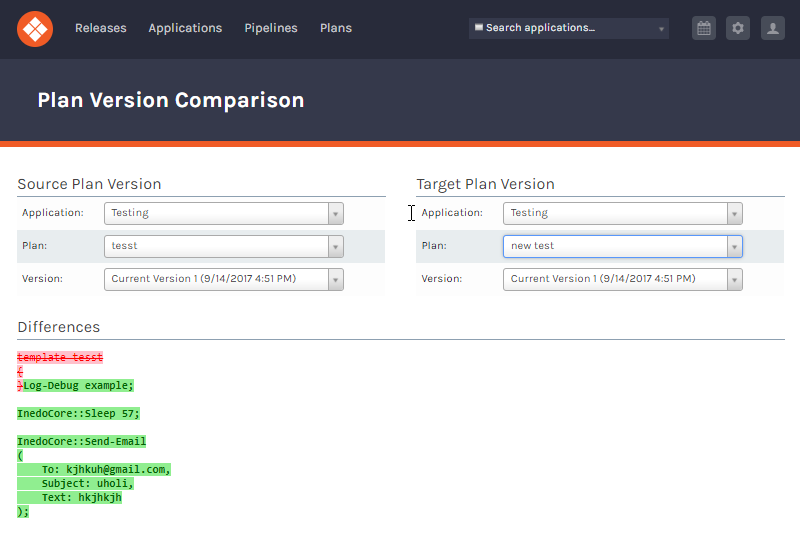 Releases Applications Pipelines Plans Search applications...
Plan Version Comparison
Source Plan Version
Application: Testing
Plan: tesst
Version: Current Version 1 (9/14/2017 4:51 PM)
Target Plan Version
Application: Testing
Plan: new test
Version: Current Version 1 (9/14/2017 4:51 PM)
Differences
template tesst
{
}Log-Debug example;
InedoCore::Sleep 57;
InedoCore::Send-Email
(
    To: kjhkuh@gmail.com,
    Subject: uholi,
    Text: hkjhkjh
);